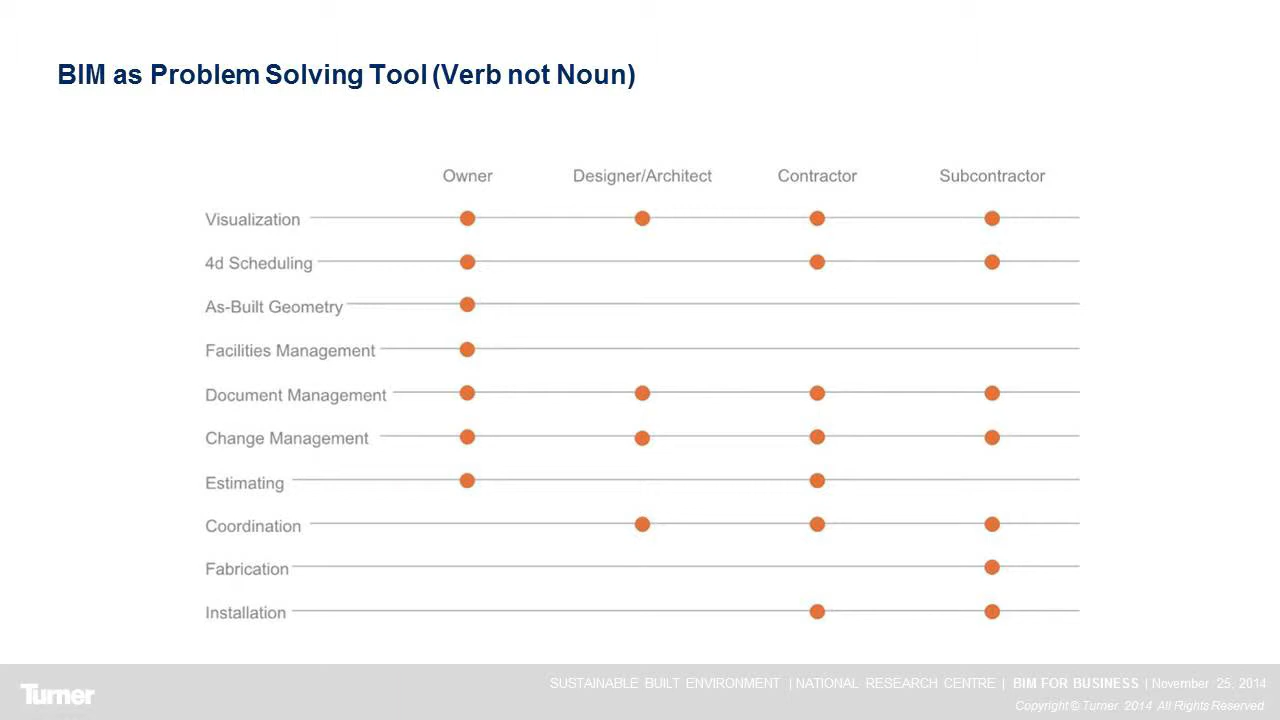 BIM as Problem Solving Tool (Verb not Noun)
Owner Designer/Architect Contractor Subcontractor
Visualization
4d Scheduling
As-Built Geometry
Facilities Management
Document Management
Change Management
Estimating
Coordination
Fabrication
Installation
Turner
SUSTAINABLE BUILT ENVIRONMENT | NATIONAL RESEARCH CENTRE | BIM FOR BUSINESS | November 25, 2014
Copyright © Turner 2014 All Rights Reserved